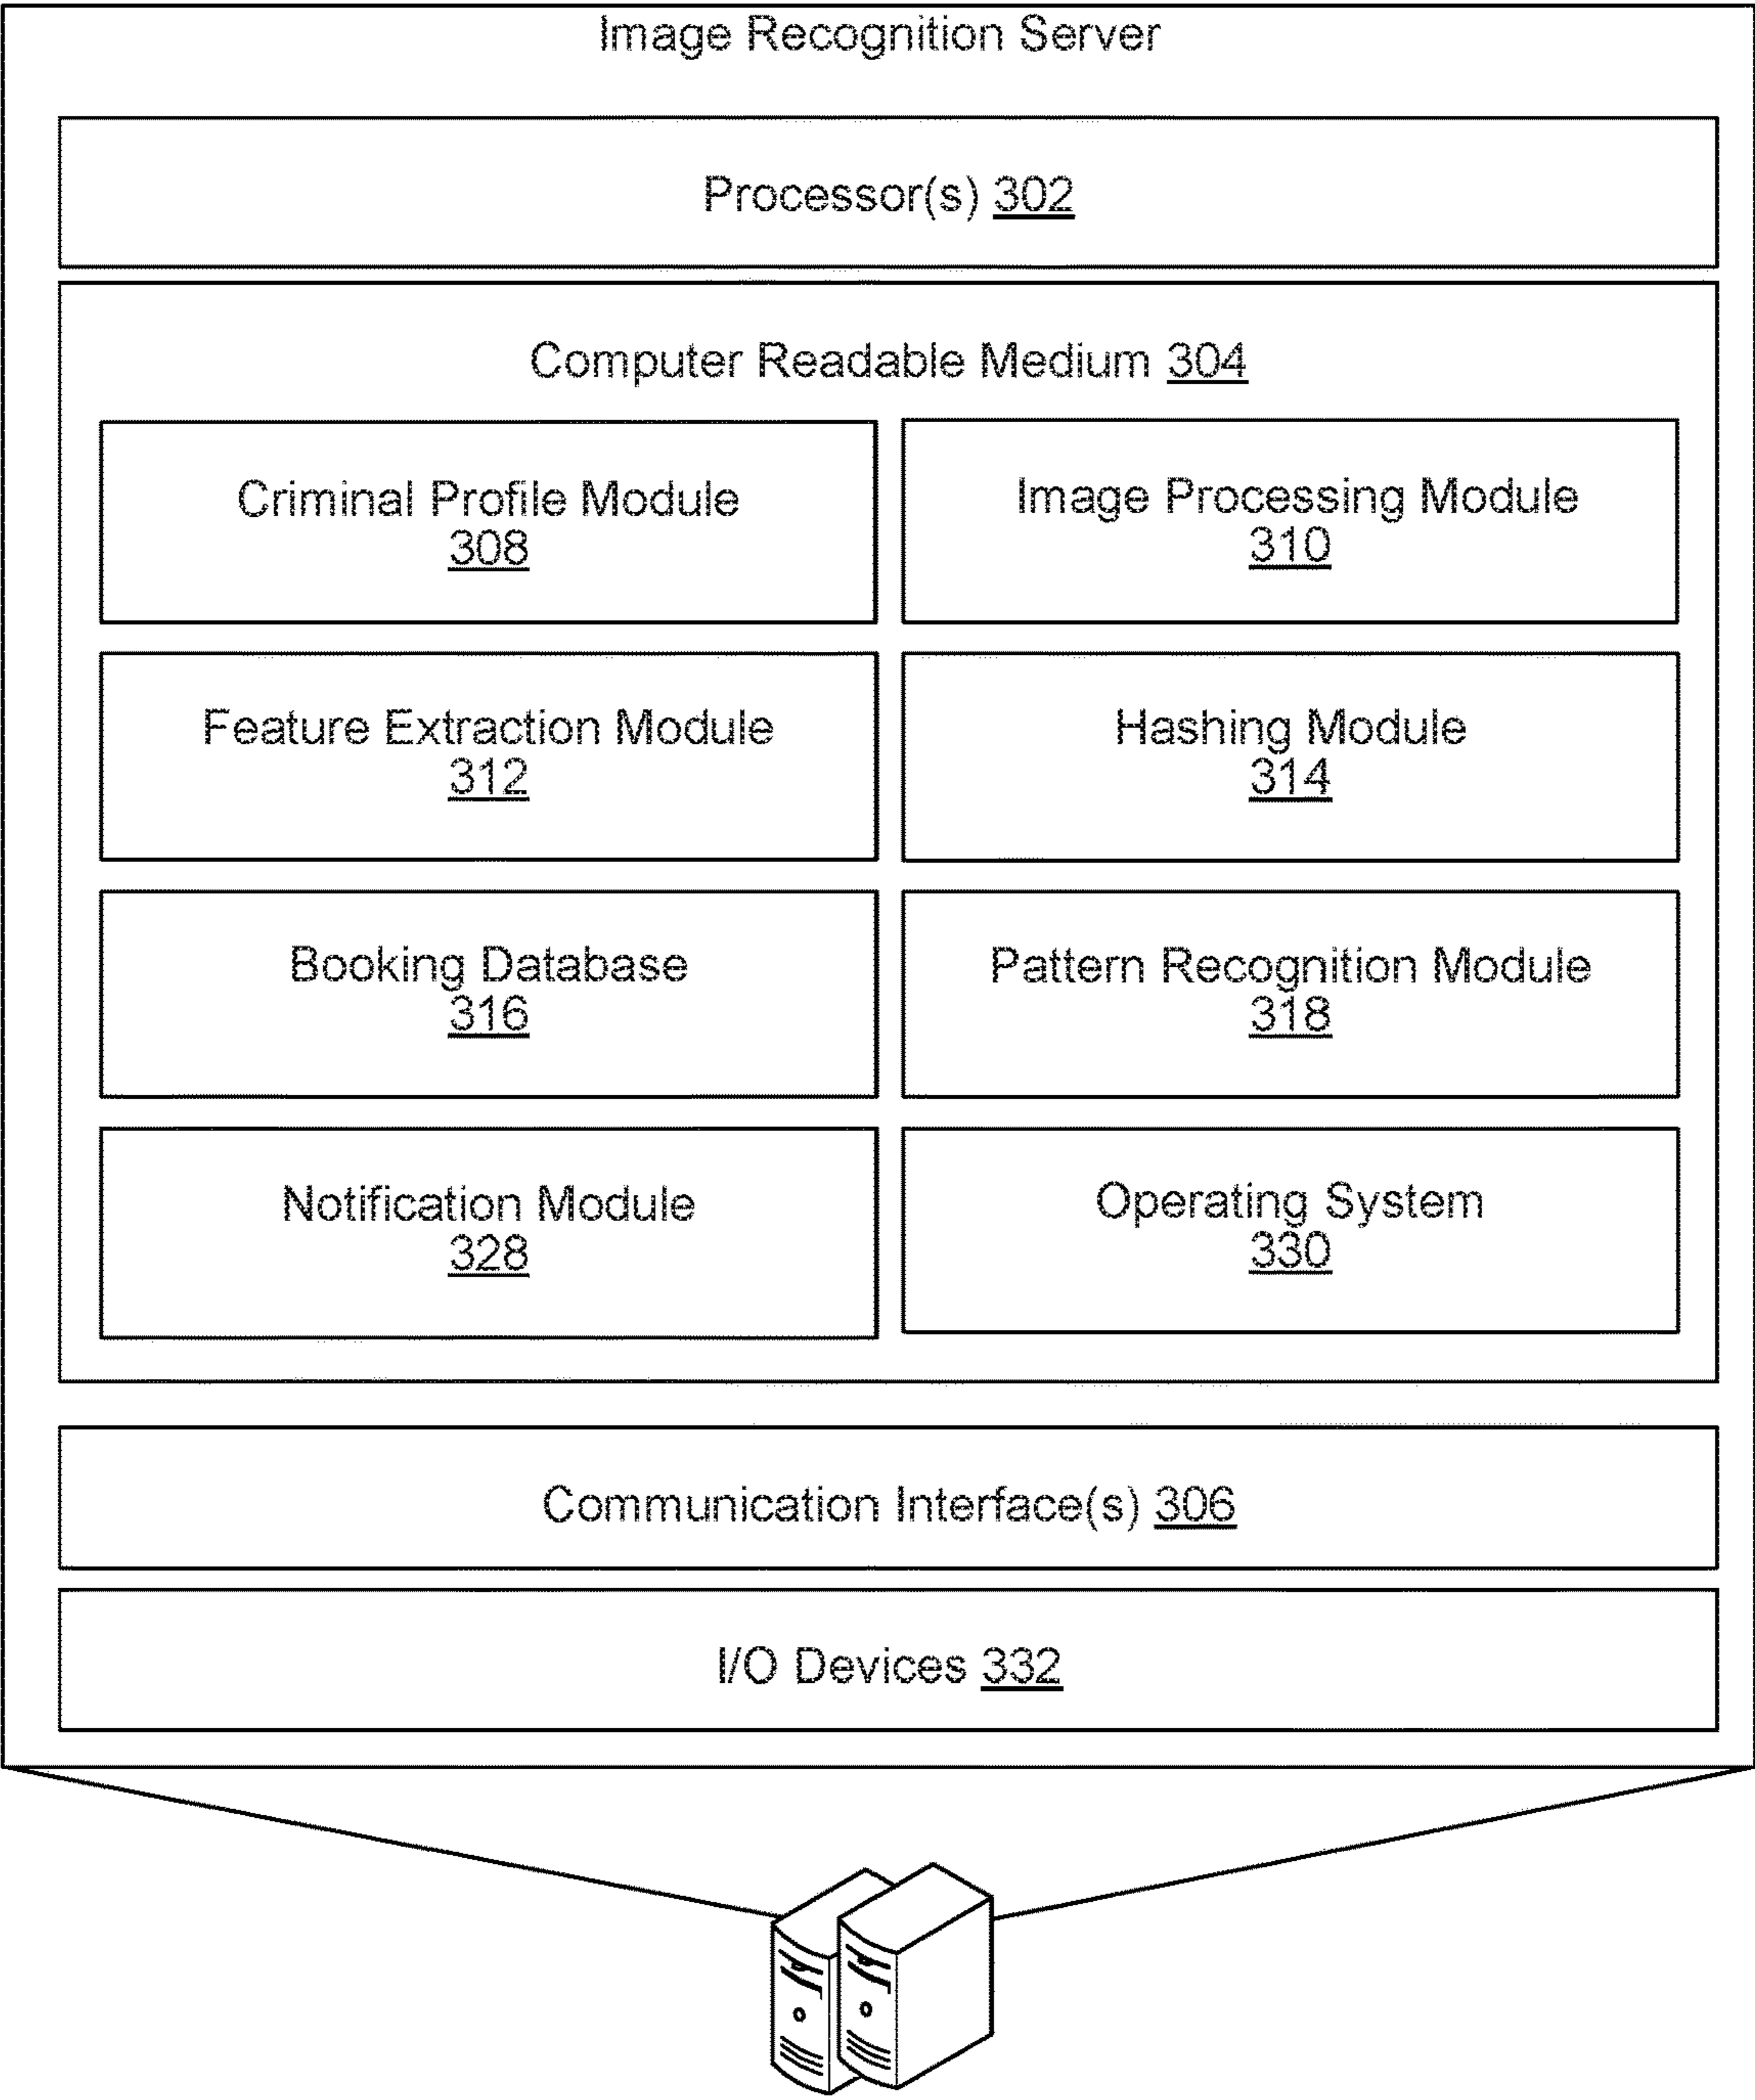 Image Recognition Server
Processor(s) 302
Computer Readable Medium 304
Criminal Profile Module
308
Image Processing Module
310
Feature Extraction Module
312
Hashing Module
314
Booking Database
316
Pattern Recognition Module
318
Notification Module
328
Operating System
330
Communication Interface(s) 306
I/O Devices 332